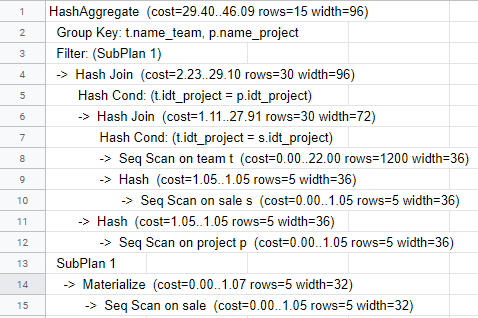 1 HashAggregate (cost=29.40..46.09 rows=15 width=96)
2 Group Key: t.name_team, p.name_project
3 Filter: (SubPlan 1)
4 -> Hash Join (cost=2.23..29.10 rows=30 width=96)
5 Hash Cond: (t.idt_project = p.idt_project)
6 -> Hash Join (cost=1.11..27.91 rows=30 width=72)
7 Hash Cond: (t.idt_project = s.idt_project)
8 -> Seq Scan on team t (cost=0.00..22.00 rows=1200 width=36)
9 -> Hash (cost=1.05..1.05 rows=5 width=36)
10 -> Seq Scan on sale s (cost=0.00..1.05 rows=5 width=36)
11 -> Hash (cost=1.05..1.05 rows=5 width=36)
12 -> Seq Scan on project p (cost=0.00..1.05 rows=5 width=36)
13 SubPlan 1
14 -> Materialize (cost=0.00..1.07 rows=5 width=32)
15 -> Seq Scan on sale (cost=0.00..1.05 rows=5 width=32)